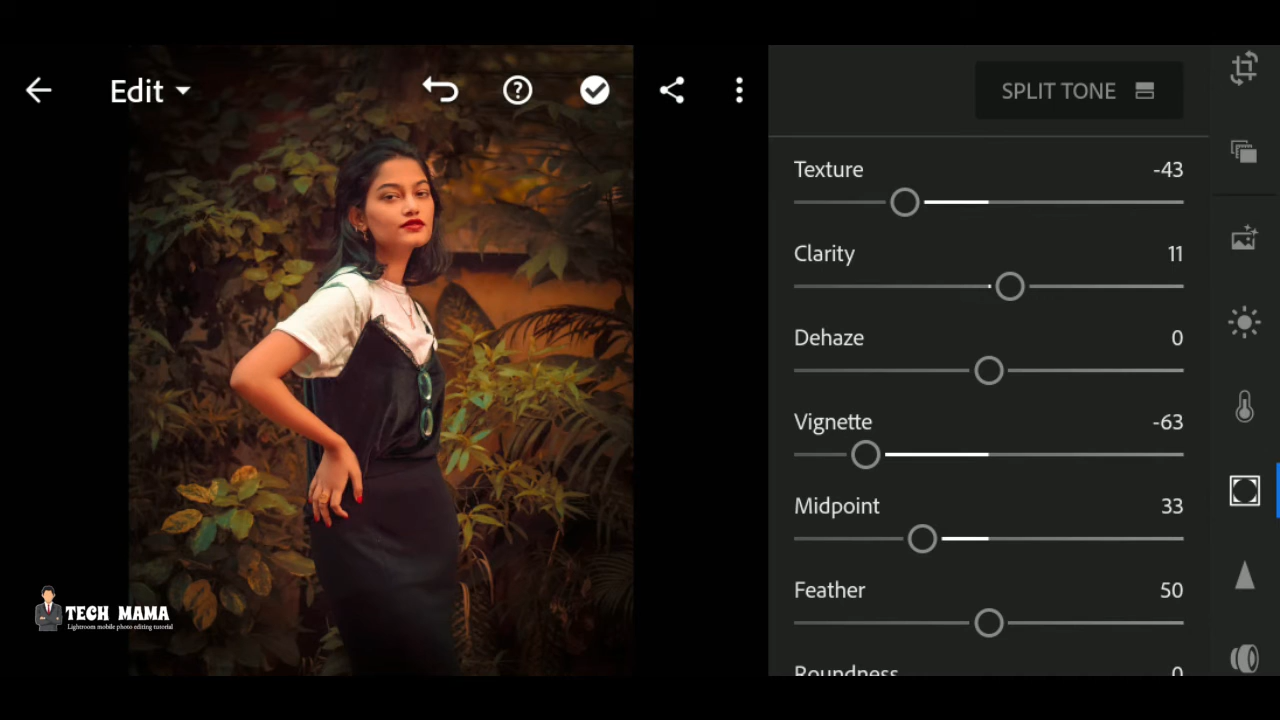 Edit
SPLIT TONE
Texture -43
Clarity 11
Dehaze 0
Vignette -63
Midpoint 33
Feather 50
Roundness 0
TECH MAMA
Lightroom mobile photo editing tutorial